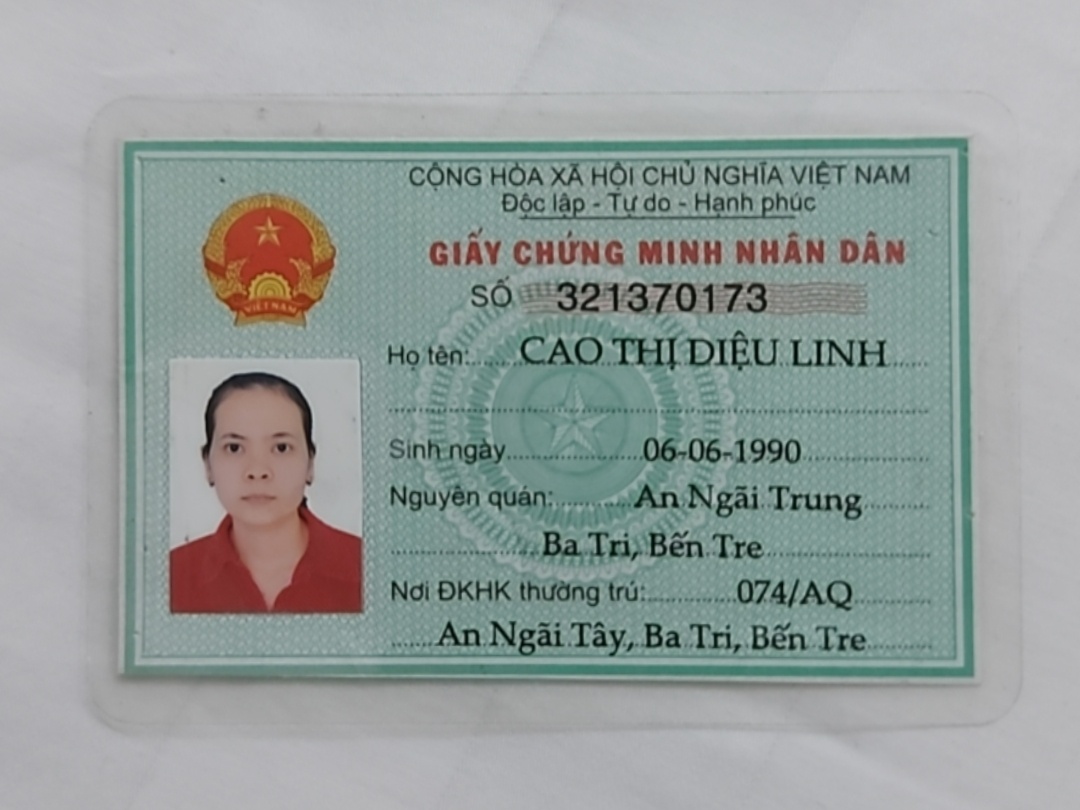 CỘNG HÒA XÃ HỘI CHỦ NGHĨA VIỆT NAM
Độc lập - Tự do - Hạnh phúc
GIẤY CHỨNG MINH NHÂN DÂN
SỐ 321370173
VIỆT NAM
Họ tên: CAO THỊ DIỆU LINH
Sinh ngày 06-06-1990
Nguyên quán: An Ngãi Trung
Ba Tri, Bến Tre
Nơi ĐKHK thường trú: 074/AQ
An Ngãi Tây, Ba Tri, Bến Tre